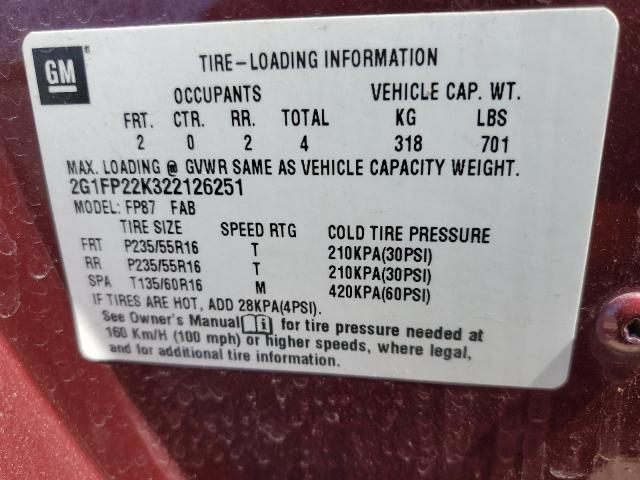 GM
TIRE-LOADING INFORMATION
OCCUPANTS VEHICLE CAP. WT.
FRT. CTR. RR. TOTAL KG LBS
2 0 2 4 318 701
MAX. LOADING @ GVWR SAME AS VEHICLE CAPACITY WEIGHT.
2G1FP22K322126251
MODEL: FP87 FAB
TIRE SIZE SPEED RTG COLD TIRE PRESSURE
FRT P235/55R16 T 210KPA(30PSI)
RR P235/55R16 T 210KPA(30PSI)
SPA T135/60R16 M 420KPA(60PSI)
IF TIRES ARE HOT, ADD 28KPA(4PSI).
See Owner's Manual for tire pressure needed at
160 Km/H (100 mph) or higher speeds, where legal,
and for additional tire information.